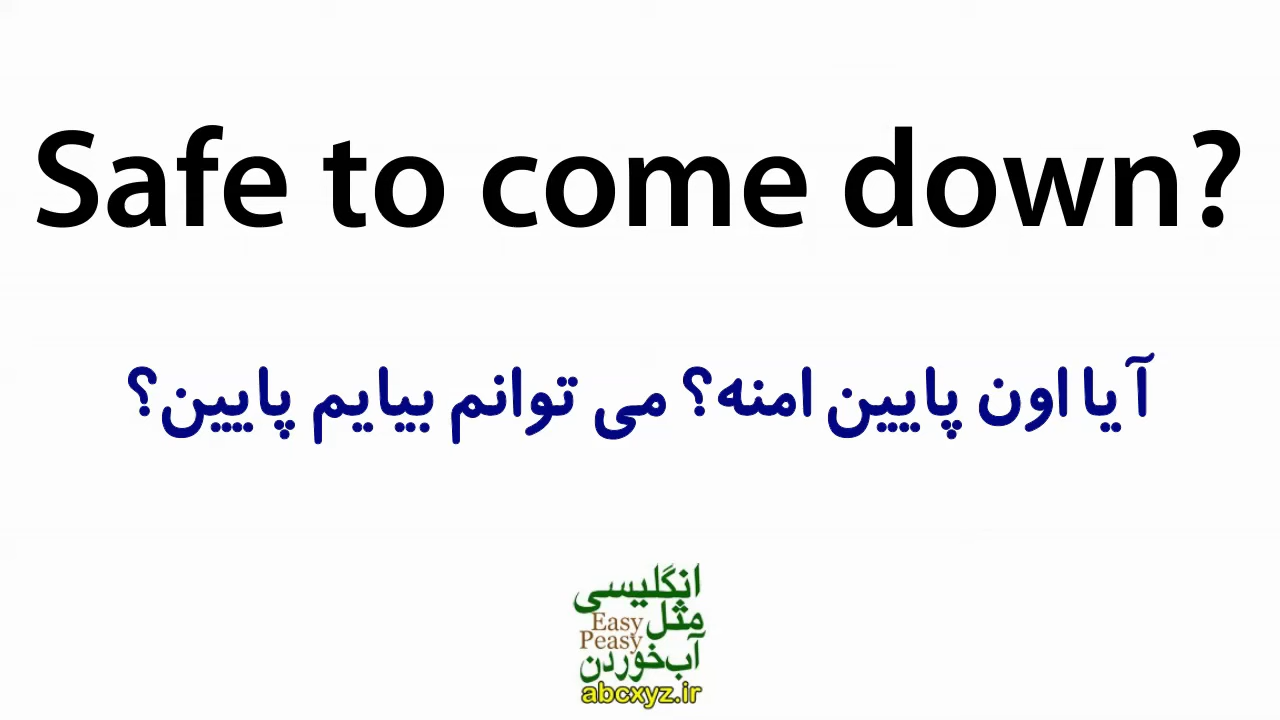 Safe to come down?
آیا اون پایین امنه؟ می توانم بیایم پایین؟
انگلیسی
مثل Easy
Peasy
آب‌خوردن
abcxyz.ir